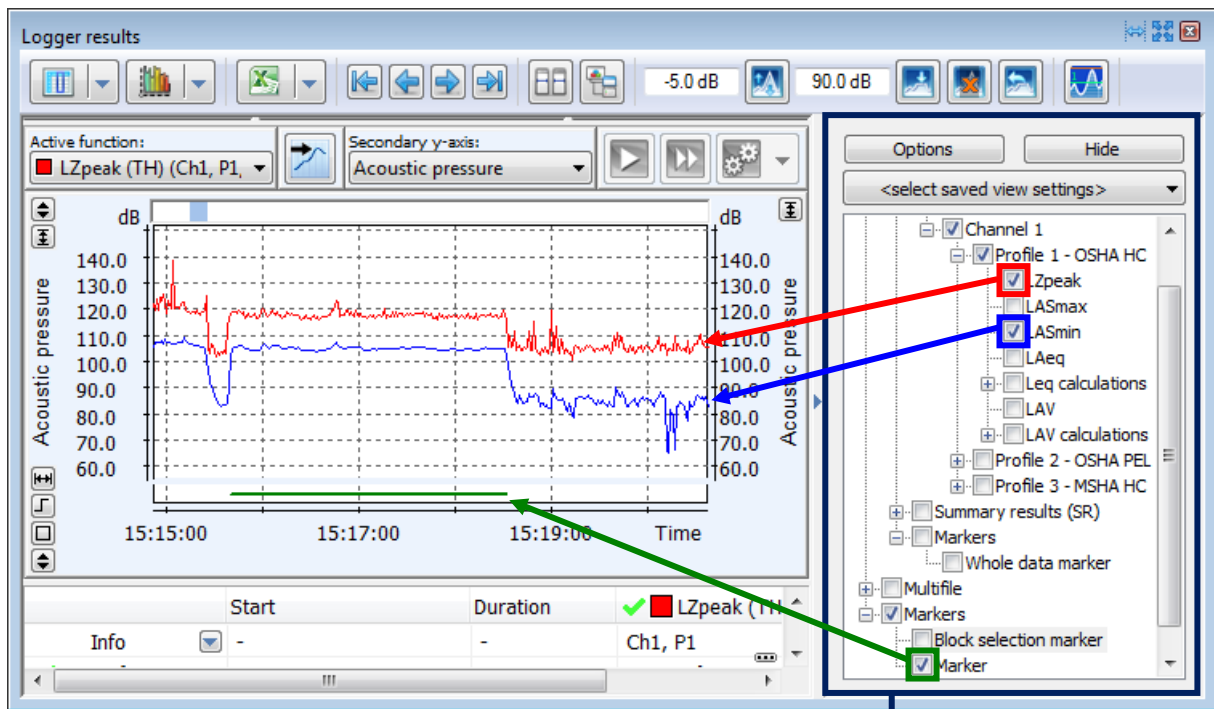 Logger results
-5.0 dB
90.0 dB
Active function:
LZpeak (TH) (Ch1, P1,
Secondary y-axis:
Acoustic pressure
dB
dB
Acoustic pressure
140.0
130.0
120.0
110.0
100.0
90.0
80.0
70.0
60.0
140.0
130.0
120.0
110.0
100.0
90.0
80.0
70.0
60.0
Acoustic pressure
15:15:00
15:17:00
15:19:00
Time
Start
Duration
LZpeak (TH
Info
-
-
Ch1, P1
Options
Hide
<select saved view settings>
Channel 1
Profile 1 - OSHA HC
LZpeak
LASmax
LASmin
LAeq
Leq calculations
LAV
LAV calculations
Profile 2 - OSHA PEL
Profile 3 - MSHA HC
Summary results (SR)
Markers
Whole data marker
Multifile
Markers
Block selection marker
Marker